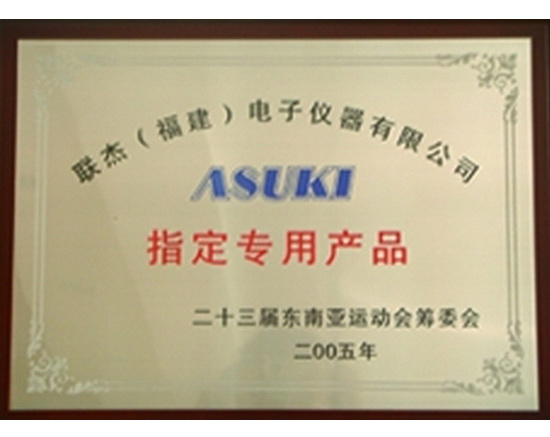 联杰（福建）电子仪器有限公司
ASUKI
指定专用产品
二十三届东南亚运动会筹委会
二00五年